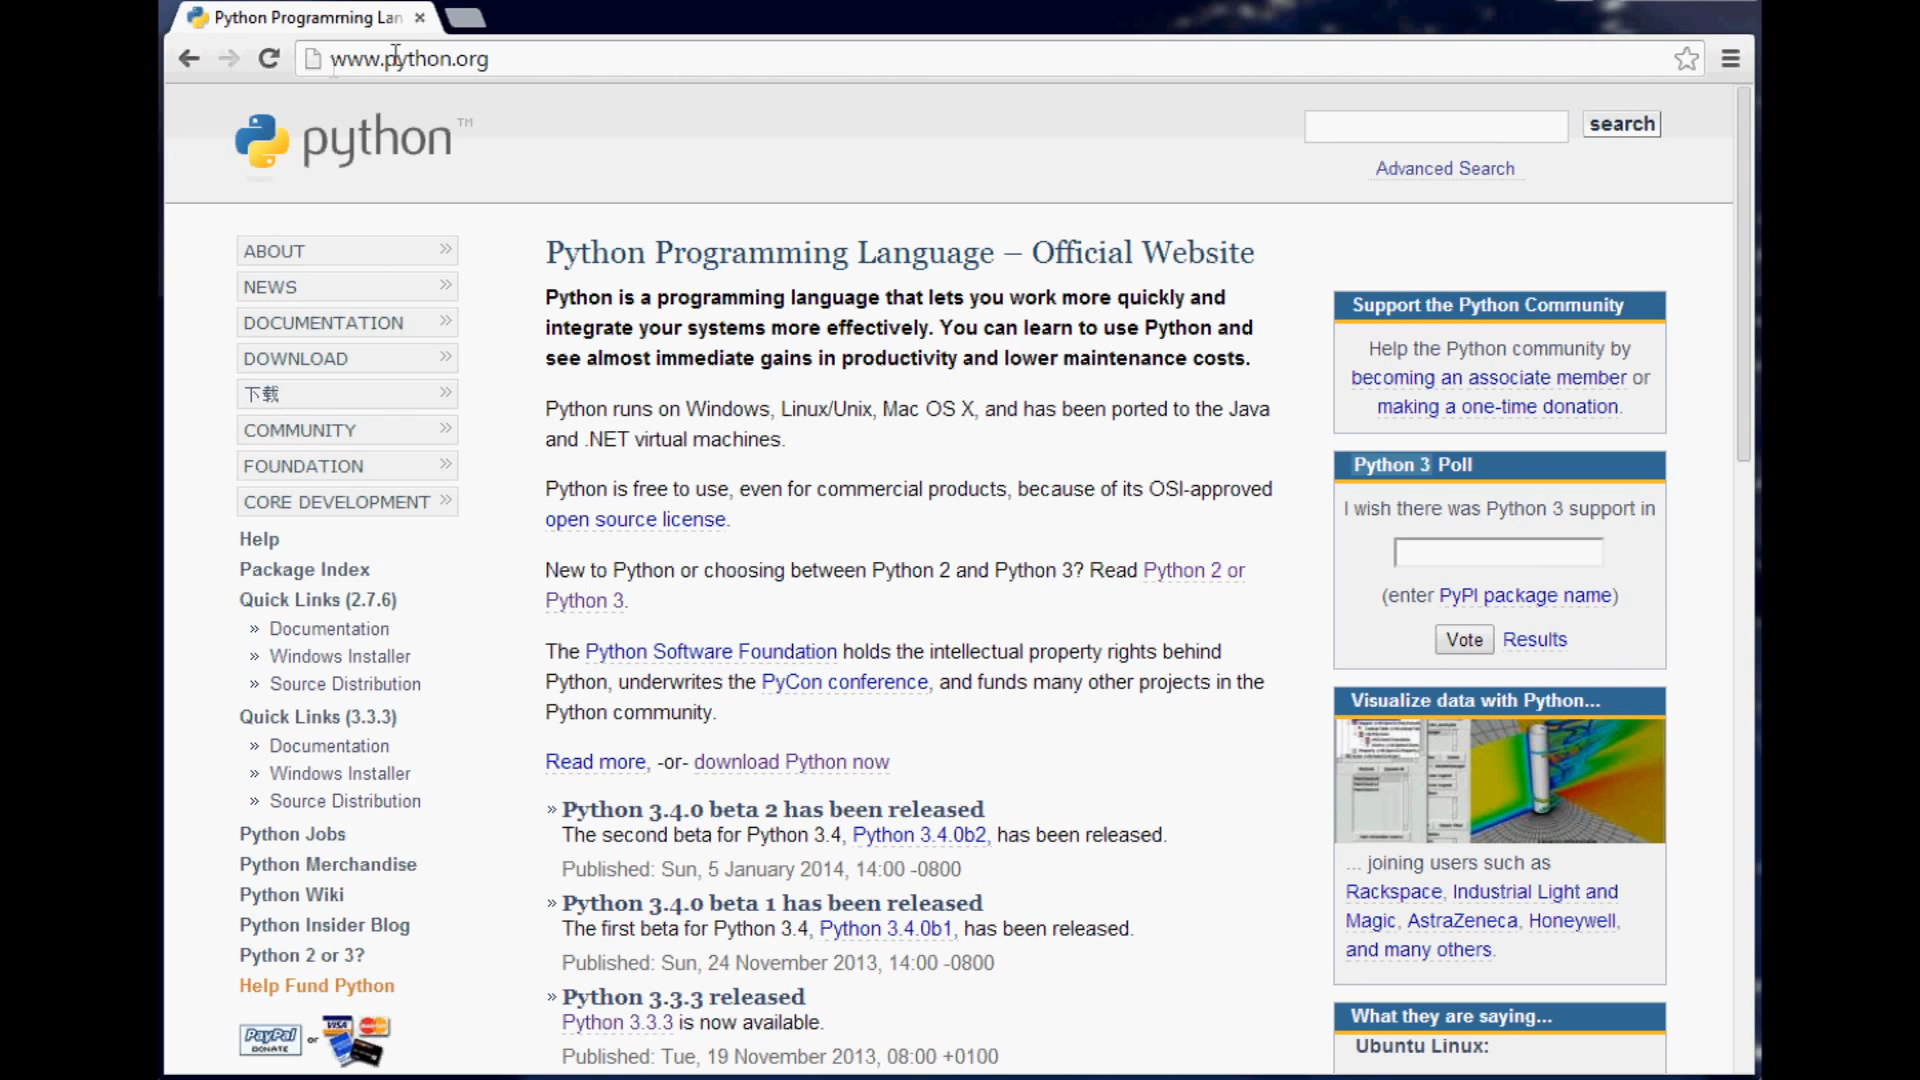 Python Programming Lan
www.python.org
python™
search
Advanced Search
ABOUT »
NEWS »
DOCUMENTATION »
DOWNLOAD »
下载 »
COMMUNITY »
FOUNDATION »
CORE DEVELOPMENT »
Help
Package Index
Quick Links (2.7.6)
» Documentation
» Windows Installer
» Source Distribution
Quick Links (3.3.3)
» Documentation
» Windows Installer
» Source Distribution
Python Jobs
Python Merchandise
Python Wiki
Python Insider Blog
Python 2 or 3?
Help Fund Python
PayPal
DONATE
or
VISA
Python Programming Language – Official Website
Python is a programming language that lets you work more quickly and
integrate your systems more effectively. You can learn to use Python and
see almost immediate gains in productivity and lower maintenance costs.
Python runs on Windows, Linux/Unix, Mac OS X, and has been ported to the Java
and .NET virtual machines.
Python is free to use, even for commercial products, because of its OSI-approved
open source license.
New to Python or choosing between Python 2 and Python 3? Read Python 2 or
Python 3.
The Python Software Foundation holds the intellectual property rights behind
Python, underwrites the PyCon conference, and funds many other projects in the
Python community.
Read more, -or- download Python now
» Python 3.4.0 beta 2 has been released
The second beta for Python 3.4, Python 3.4.0b2, has been released.
Published: Sun, 5 January 2014, 14:00 -0800
» Python 3.4.0 beta 1 has been released
The first beta for Python 3.4, Python 3.4.0b1, has been released.
Published: Sun, 24 November 2013, 14:00 -0800
» Python 3.3.3 released
Python 3.3.3 is now available.
Published: Tue, 19 November 2013, 08:00 +0100
Support the Python Community
Help the Python community by
becoming an associate member or
making a one-time donation.
Python 3 Poll
I wish there was Python 3 support in
(enter PyPI package name)
Vote Results
Visualize data with Python...
... joining users such as
Rackspace, Industrial Light and
Magic, AstraZeneca, Honeywell,
and many others.
What they are saying...
Ubuntu Linux: